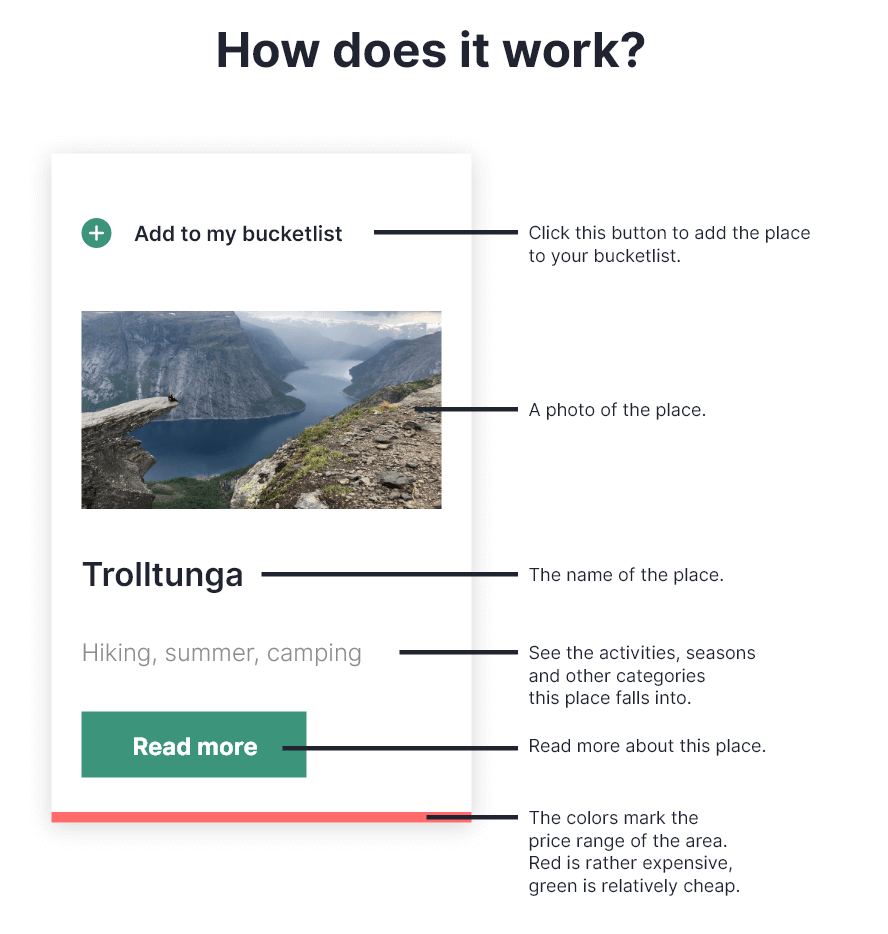 How does it work?
Add to my bucketlist
Click this button to add the place
to your bucketlist.
A photo of the place.
Trolltunga
The name of the place.
Hiking, summer, camping
See the activities, seasons
and other categories
this place falls into.
Read more
Read more about this place.
The colors mark the
price range of the area.
Red is rather expensive,
green is relatively cheap.